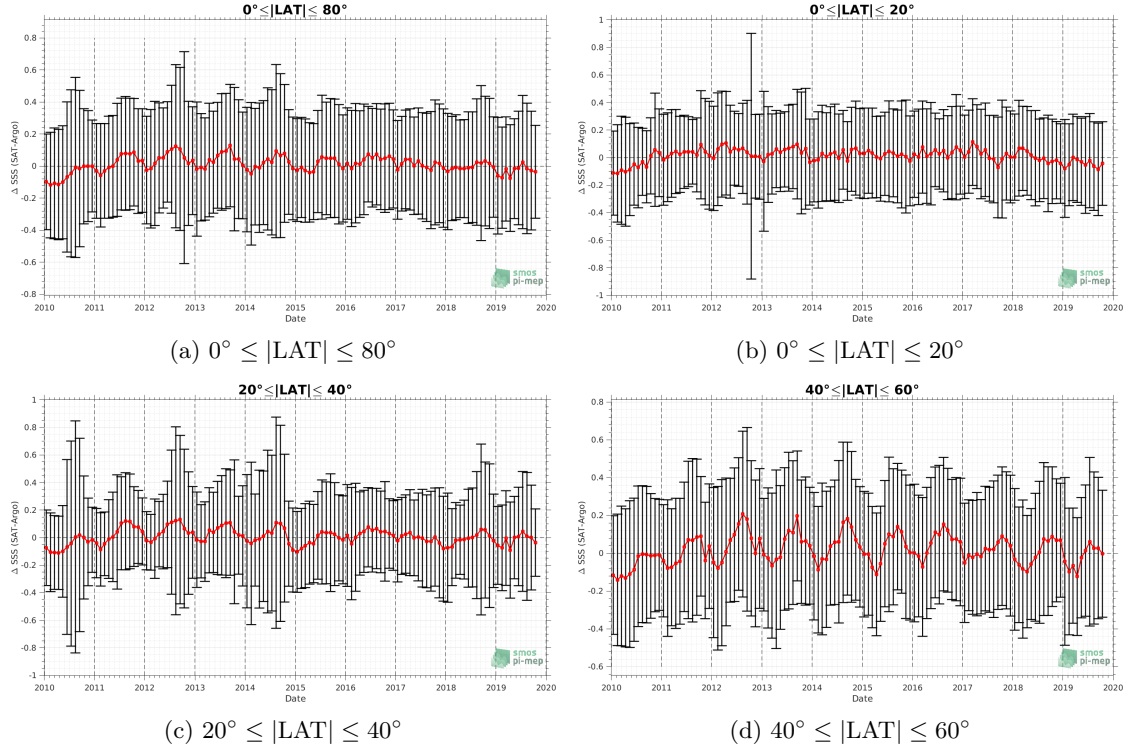 0°≤|LAT|≤ 80°
Δ SSS (SAT-Argo)
0.8
0.6
0.4
0.2
0
-0.2
-0.4
-0.6
-0.8
2010 2011 2012 2013 2014 2015 2016 2017 2018 2019 2020
Date
smos
pi-mep
(a) 0° ≤ |LAT| ≤ 80°
0°≤|LAT|≤ 20°
Δ SSS (SAT-Argo)
1
0.8
0.6
0.4
0.2
0
-0.2
-0.4
-0.6
-0.8
-1
2010 2011 2012 2013 2014 2015 2016 2017 2018 2019 2020
Date
smos
pi-mep
(b) 0° ≤ |LAT| ≤ 20°
20°≤|LAT|≤ 40°
Δ SSS (SAT-Argo)
1
0.8
0.6
0.4
0.2
0
-0.2
-0.4
-0.6
-0.8
-1
2010 2011 2012 2013 2014 2015 2016 2017 2018 2019 2020
Date
smos
pi-mep
(c) 20° ≤ |LAT| ≤ 40°
40°≤|LAT|≤ 60°
Δ SSS (SAT-Argo)
0.8
0.6
0.4
0.2
0
-0.2
-0.4
-0.6
2010 2011 2012 2013 2014 2015 2016 2017 2018 2019 2020
Date
smos
pi-mep
(d) 40° ≤ |LAT| ≤ 60°